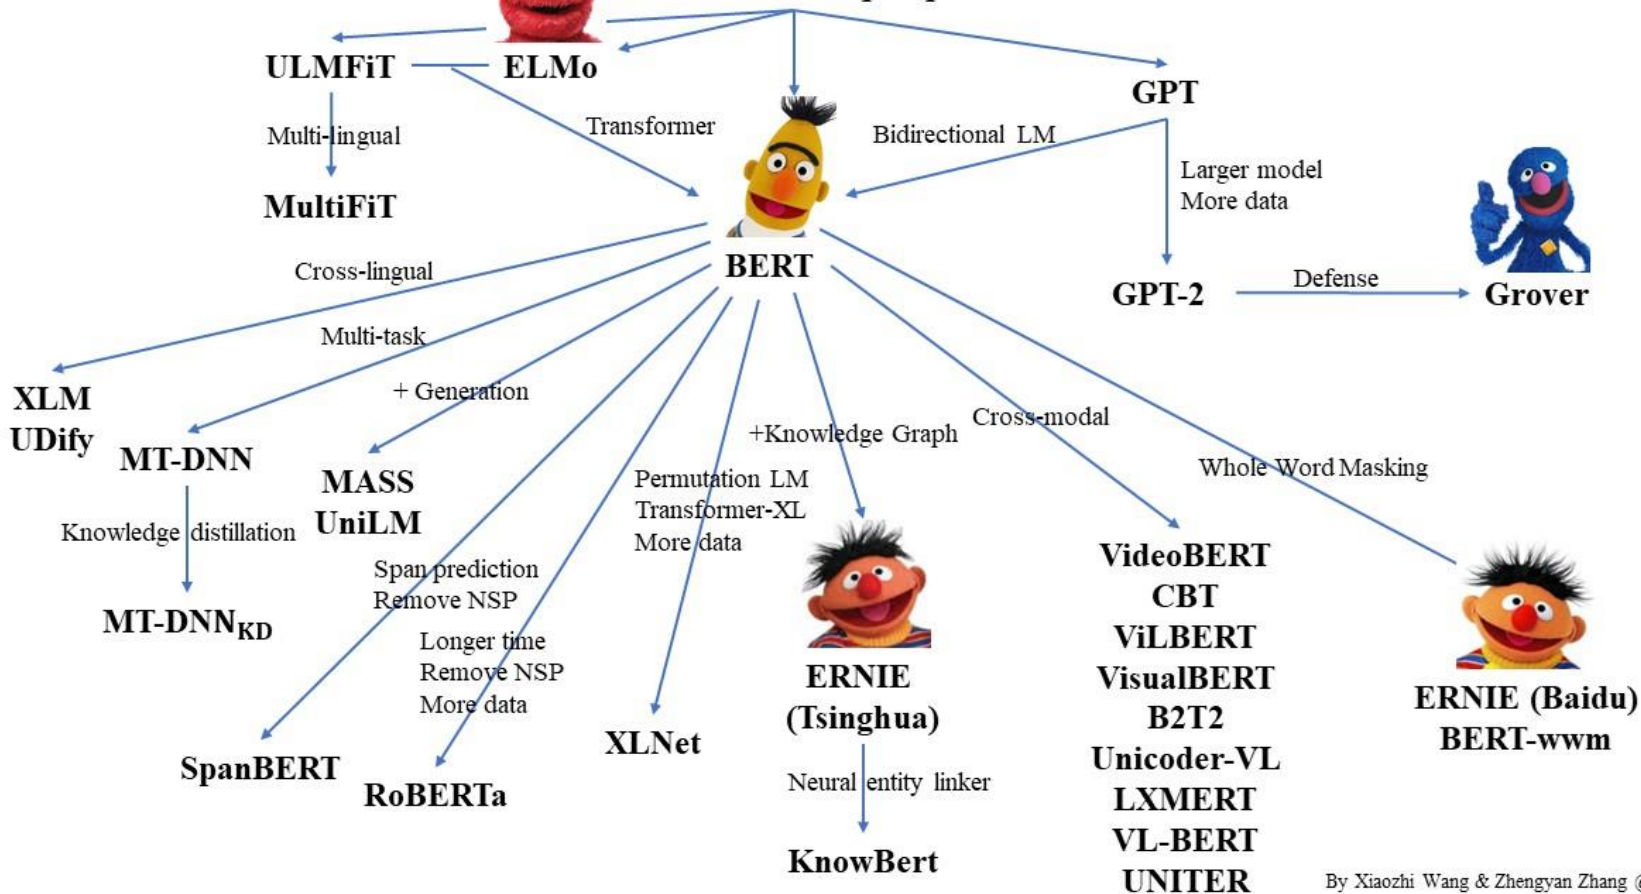 ULMFiT
ELMo
GPT
Multi-lingual
Transformer
Bidirectional LM
Larger model
More data
MultiFiT
BERT
GPT-2
Defense
Grover
Cross-lingual
Multi-task
+ Generation
XLM
UDify
MT-DNN
MASS
UniLM
Knowledge distillation
MT-DNNKD
+Knowledge Graph
Cross-modal
Whole Word Masking
Permutation LM
Transformer-XL
More data
Span prediction
Remove NSP
Longer time
Remove NSP
More data
SpanBERT
RoBERTa
XLNet
ERNIE
(Tsinghua)
Neural entity linker
KnowBert
VideoBERT
CBT
ViLBERT
VisualBERT
B2T2
Unicoder-VL
LXMERT
VL-BERT
UNITER
ERNIE (Baidu)
BERT-wwm
By Xiaozhi Wang & Zhengyan Zhang @